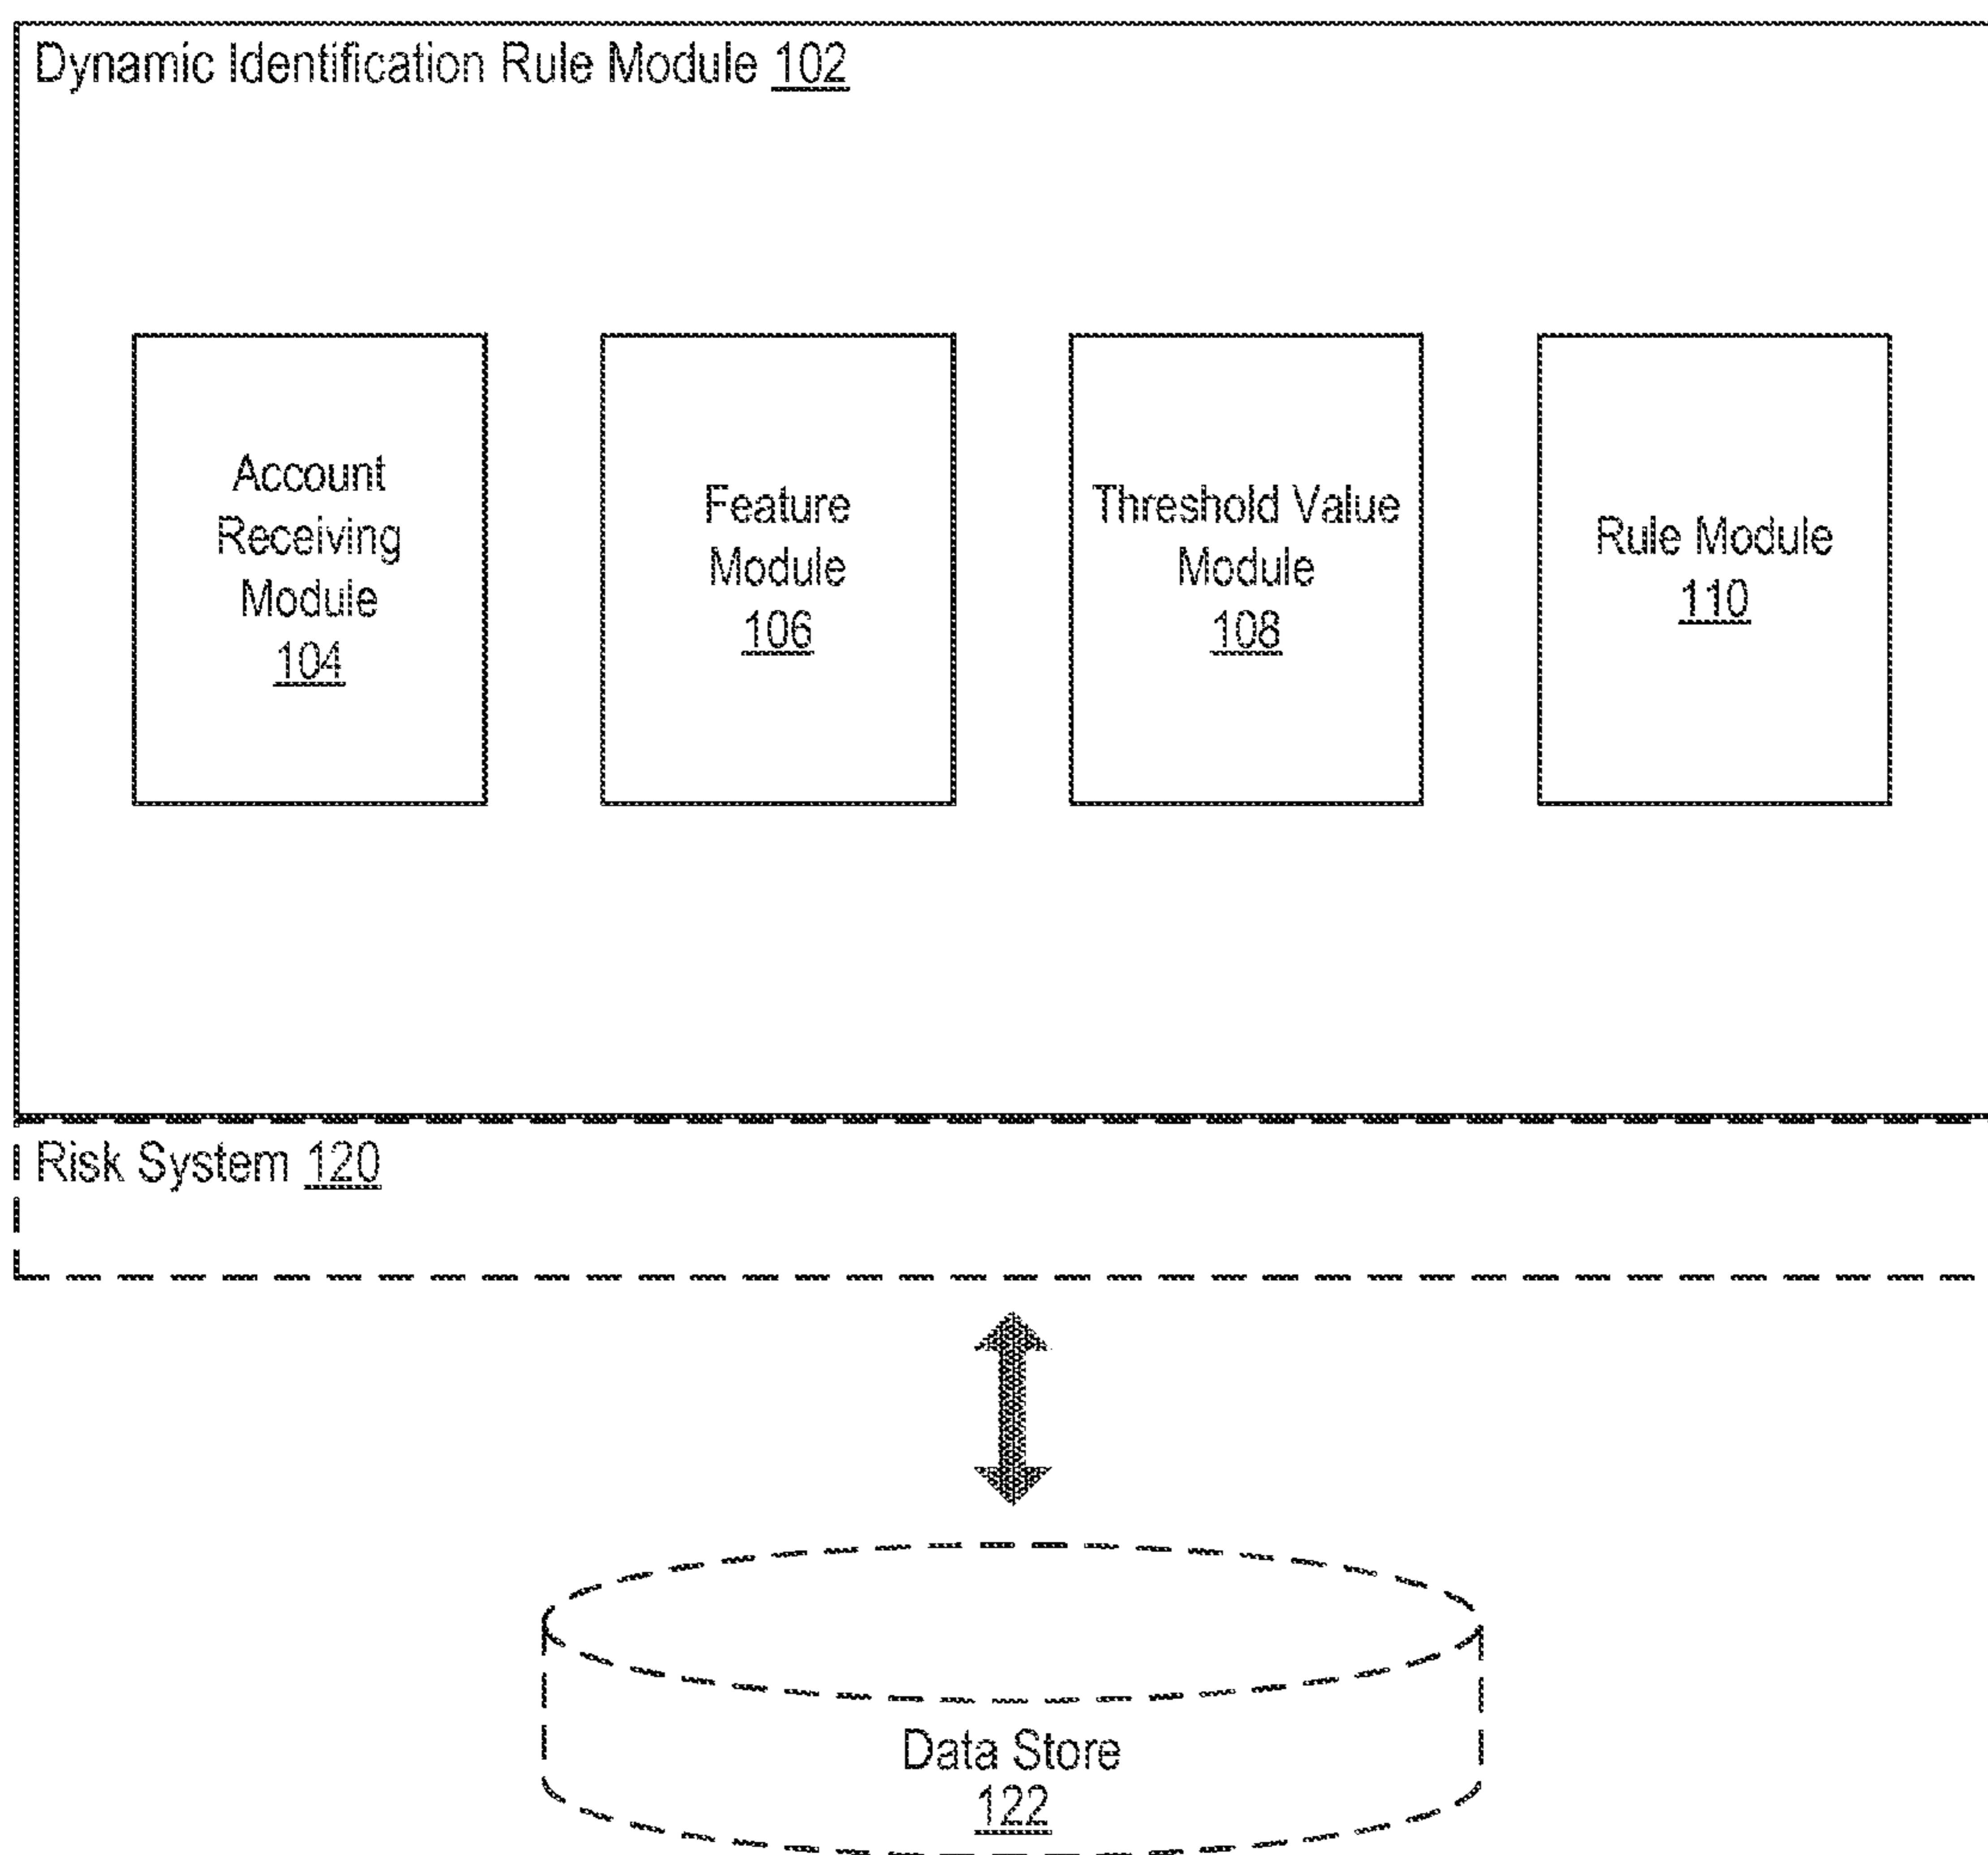 Dynamic Identification Rule Module 102
Account
Receiving
Module
104
Feature
Module
106
Threshold Value
Module
108
Rule Module
110
Risk System 120
Data Store
122